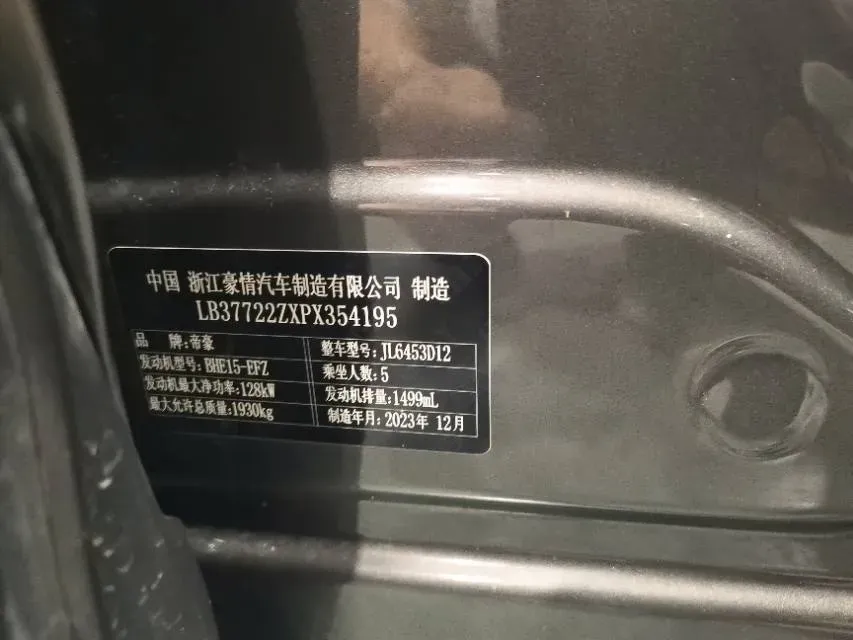 中国 浙江豪情汽车制造有限公司 制造
LB37722ZXPX354195
品 牌:帝豪 整车型号:JL6453D12
发动机型号:BHE15-EFZ 乘坐人数:5
发动机最大净功率:128kW 发动机排量:1499mL
最大允许总质量:1930kg 制造年月:2023年 12月